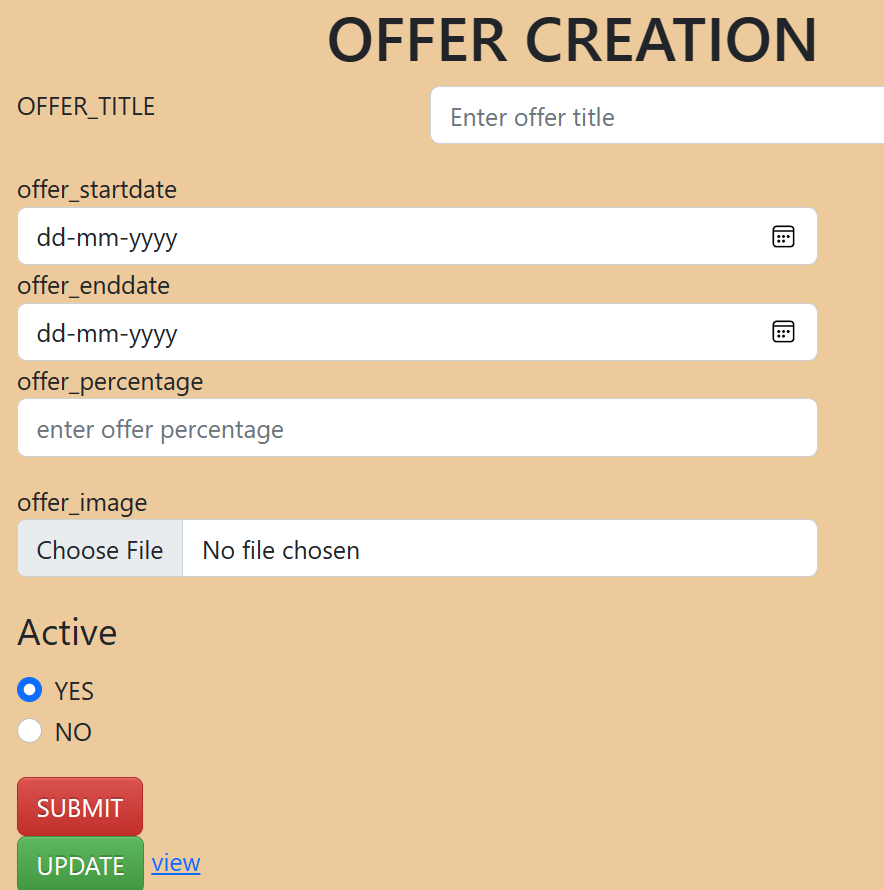 OFFER CREATION
OFFER_TITLE
Enter offer title
offer_startdate
dd-mm-yyyy
offer_enddate
dd-mm-yyyy
offer_percentage
enter offer percentage
offer_image
Choose File No file chosen
Active
YES
NO
SUBMIT
UPDATE view